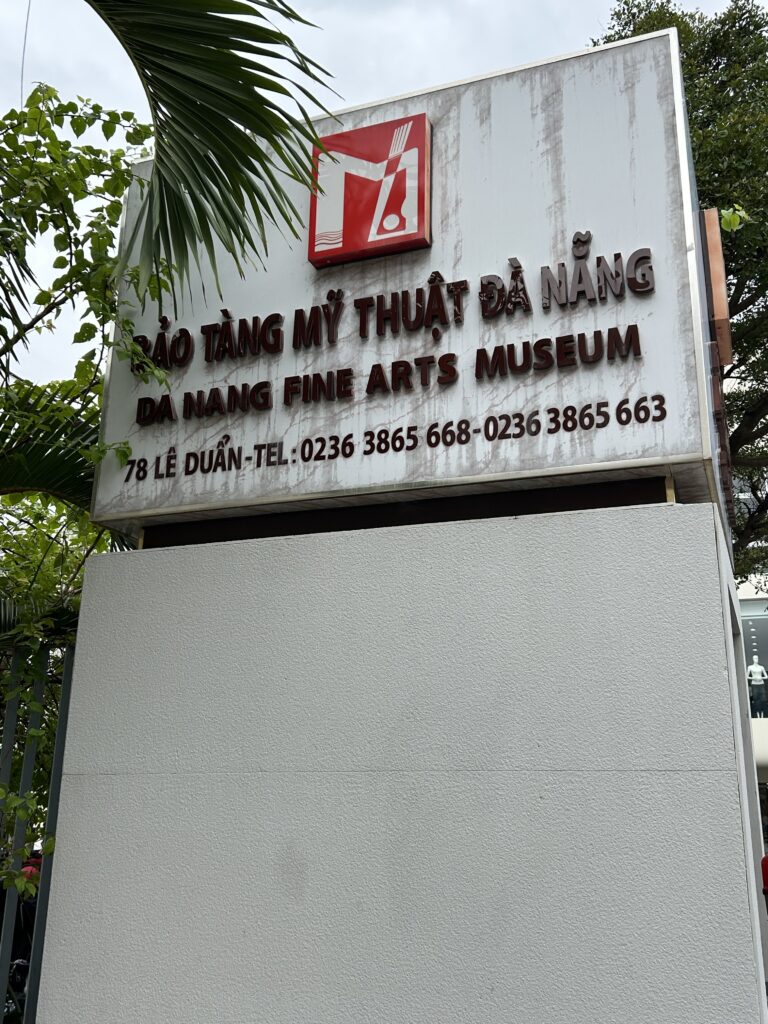 BẢO TÀNG MỸ THUẬT ĐÀ NẴNG
DA NANG FINE ARTS MUSEUM
78 LÊ DUẨN-TEL: 0236 3865 668-0236 3865 663